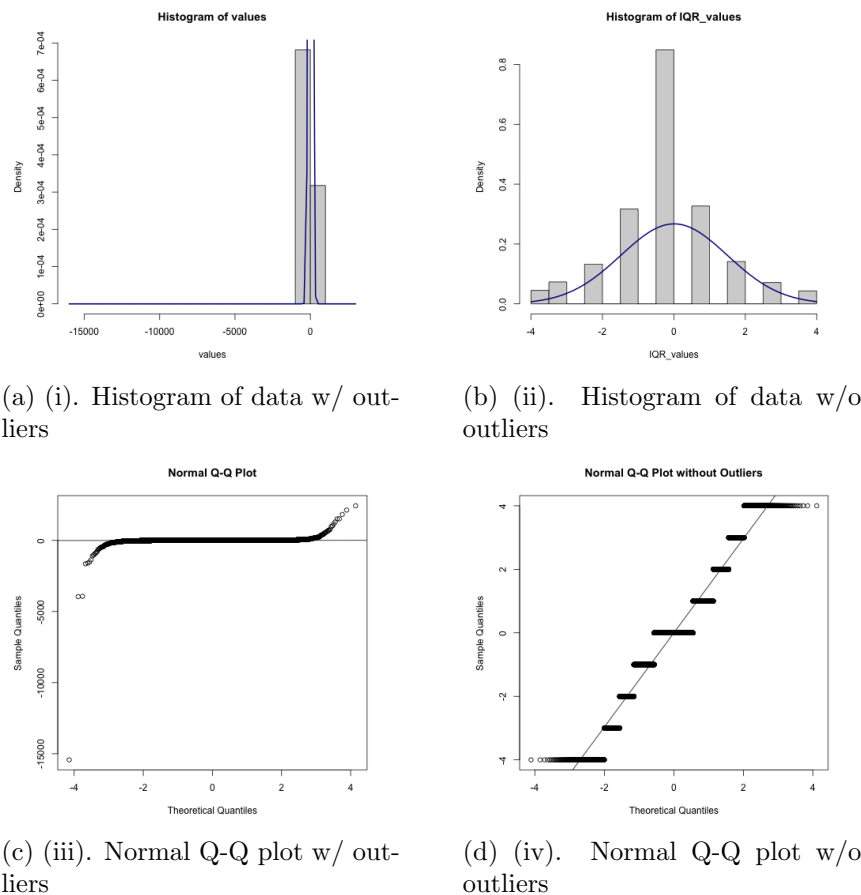 Histogram of values
Density
0e+00 1e-04 2e-04 3e-04 4e-04 5e-04 6e-04 7e-04
-15000 -10000 -5000 0
values
Histogram of IQR_values
Density
0.0 0.2 0.4 0.6 0.8
-4 -2 0 2 4
IQR_values
(a) (i). Histogram of data w/ out-
liers
(b) (ii). Histogram of data w/o
outliers
Normal Q-Q Plot
Sample Quantiles
-15000 -10000 -5000 0
-4 -2 0 2 4
Theoretical Quantiles
Normal Q-Q Plot without Outliers
Sample Quantiles
-4 -2 0 2 4
-4 -2 0 2 4
Theoretical Quantiles
(c) (iii). Normal Q-Q plot w/ out-
liers
(d) (iv). Normal Q-Q plot w/o
outliers